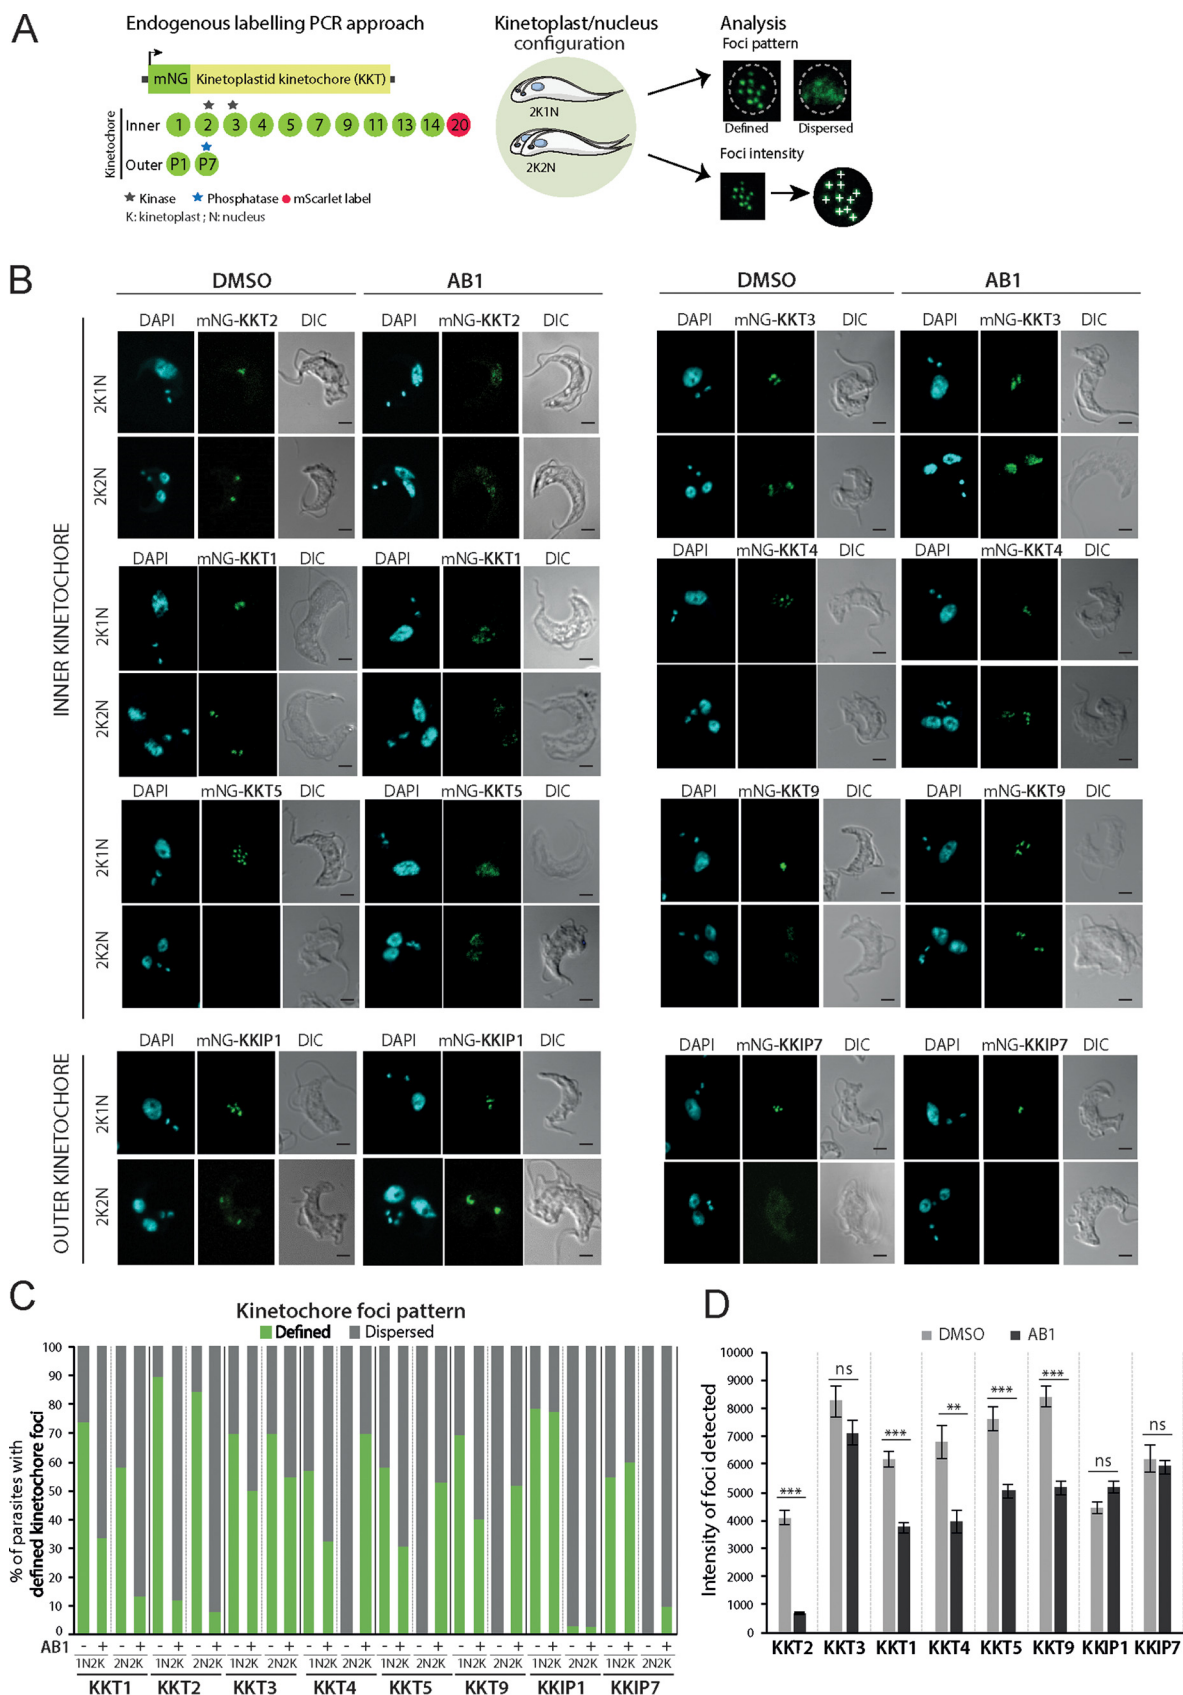 A
Endogenous labelling PCR approach
mNG Kinetoplastid kinetochore (KKT)
Kinetochore
Inner 1 2 3 4 5 7 9 11 13 14 20
Outer P1 P7
★ Kinase ★ Phosphatase ● mScarlet label
K: kinetoplast ; N: nucleus
Kinetoplast/nucleus
configuration
2K1N
2K2N
Analysis
Foci pattern
Defined Dispersed
Foci intensity
B
DMSO AB1 DMSO AB1
INNER KINETOCHORE
DAPI mNG-KKT2 DIC DAPI mNG-KKT2 DIC DAPI mNG-KKT3 DIC DAPI mNG-KKT3 DIC
2K1N
2K2N
DAPI mNG-KKT1 DIC DAPI mNG-KKT1 DIC DAPI mNG-KKT4 DIC DAPI mNG-KKT4 DIC
2K1N
2K2N
DAPI mNG-KKT5 DIC DAPI mNG-KKT5 DIC DAPI mNG-KKT9 DIC DAPI mNG-KKT9 DIC
2K1N
2K2N
OUTER KINETOCHORE
DAPI mNG-KKIP1 DIC DAPI mNG-KKIP1 DIC DAPI mNG-KKIP7 DIC DAPI mNG-KKIP7 DIC
2K1N
2K2N
C
Kinetochore foci pattern
Defined Dispersed
% of parasites with
defined kinetochore foci
100
90
80
70
60
50
40
30
20
10
0
AB1 - + - + - + - + - + - + - + - + - + - + - + - + - + - + - + - +
1N2K 2N2K 1N2K 2N2K 1N2K 2N2K 1N2K 2N2K 1N2K 2N2K 1N2K 2N2K 1N2K 2N2K 1N2K 2N2K
KKT1 KKT2 KKT3 KKT4 KKT5 KKT9 KKIP1 KKIP7
D
DMSO AB1
Intensity of foci detected
10000
9000
8000
7000
6000
5000
4000
3000
2000
1000
0
*** ns *** ** *** *** ns ns
KKT2 KKT3 KKT1 KKT4 KKT5 KKT9 KKIP1 KKIP7